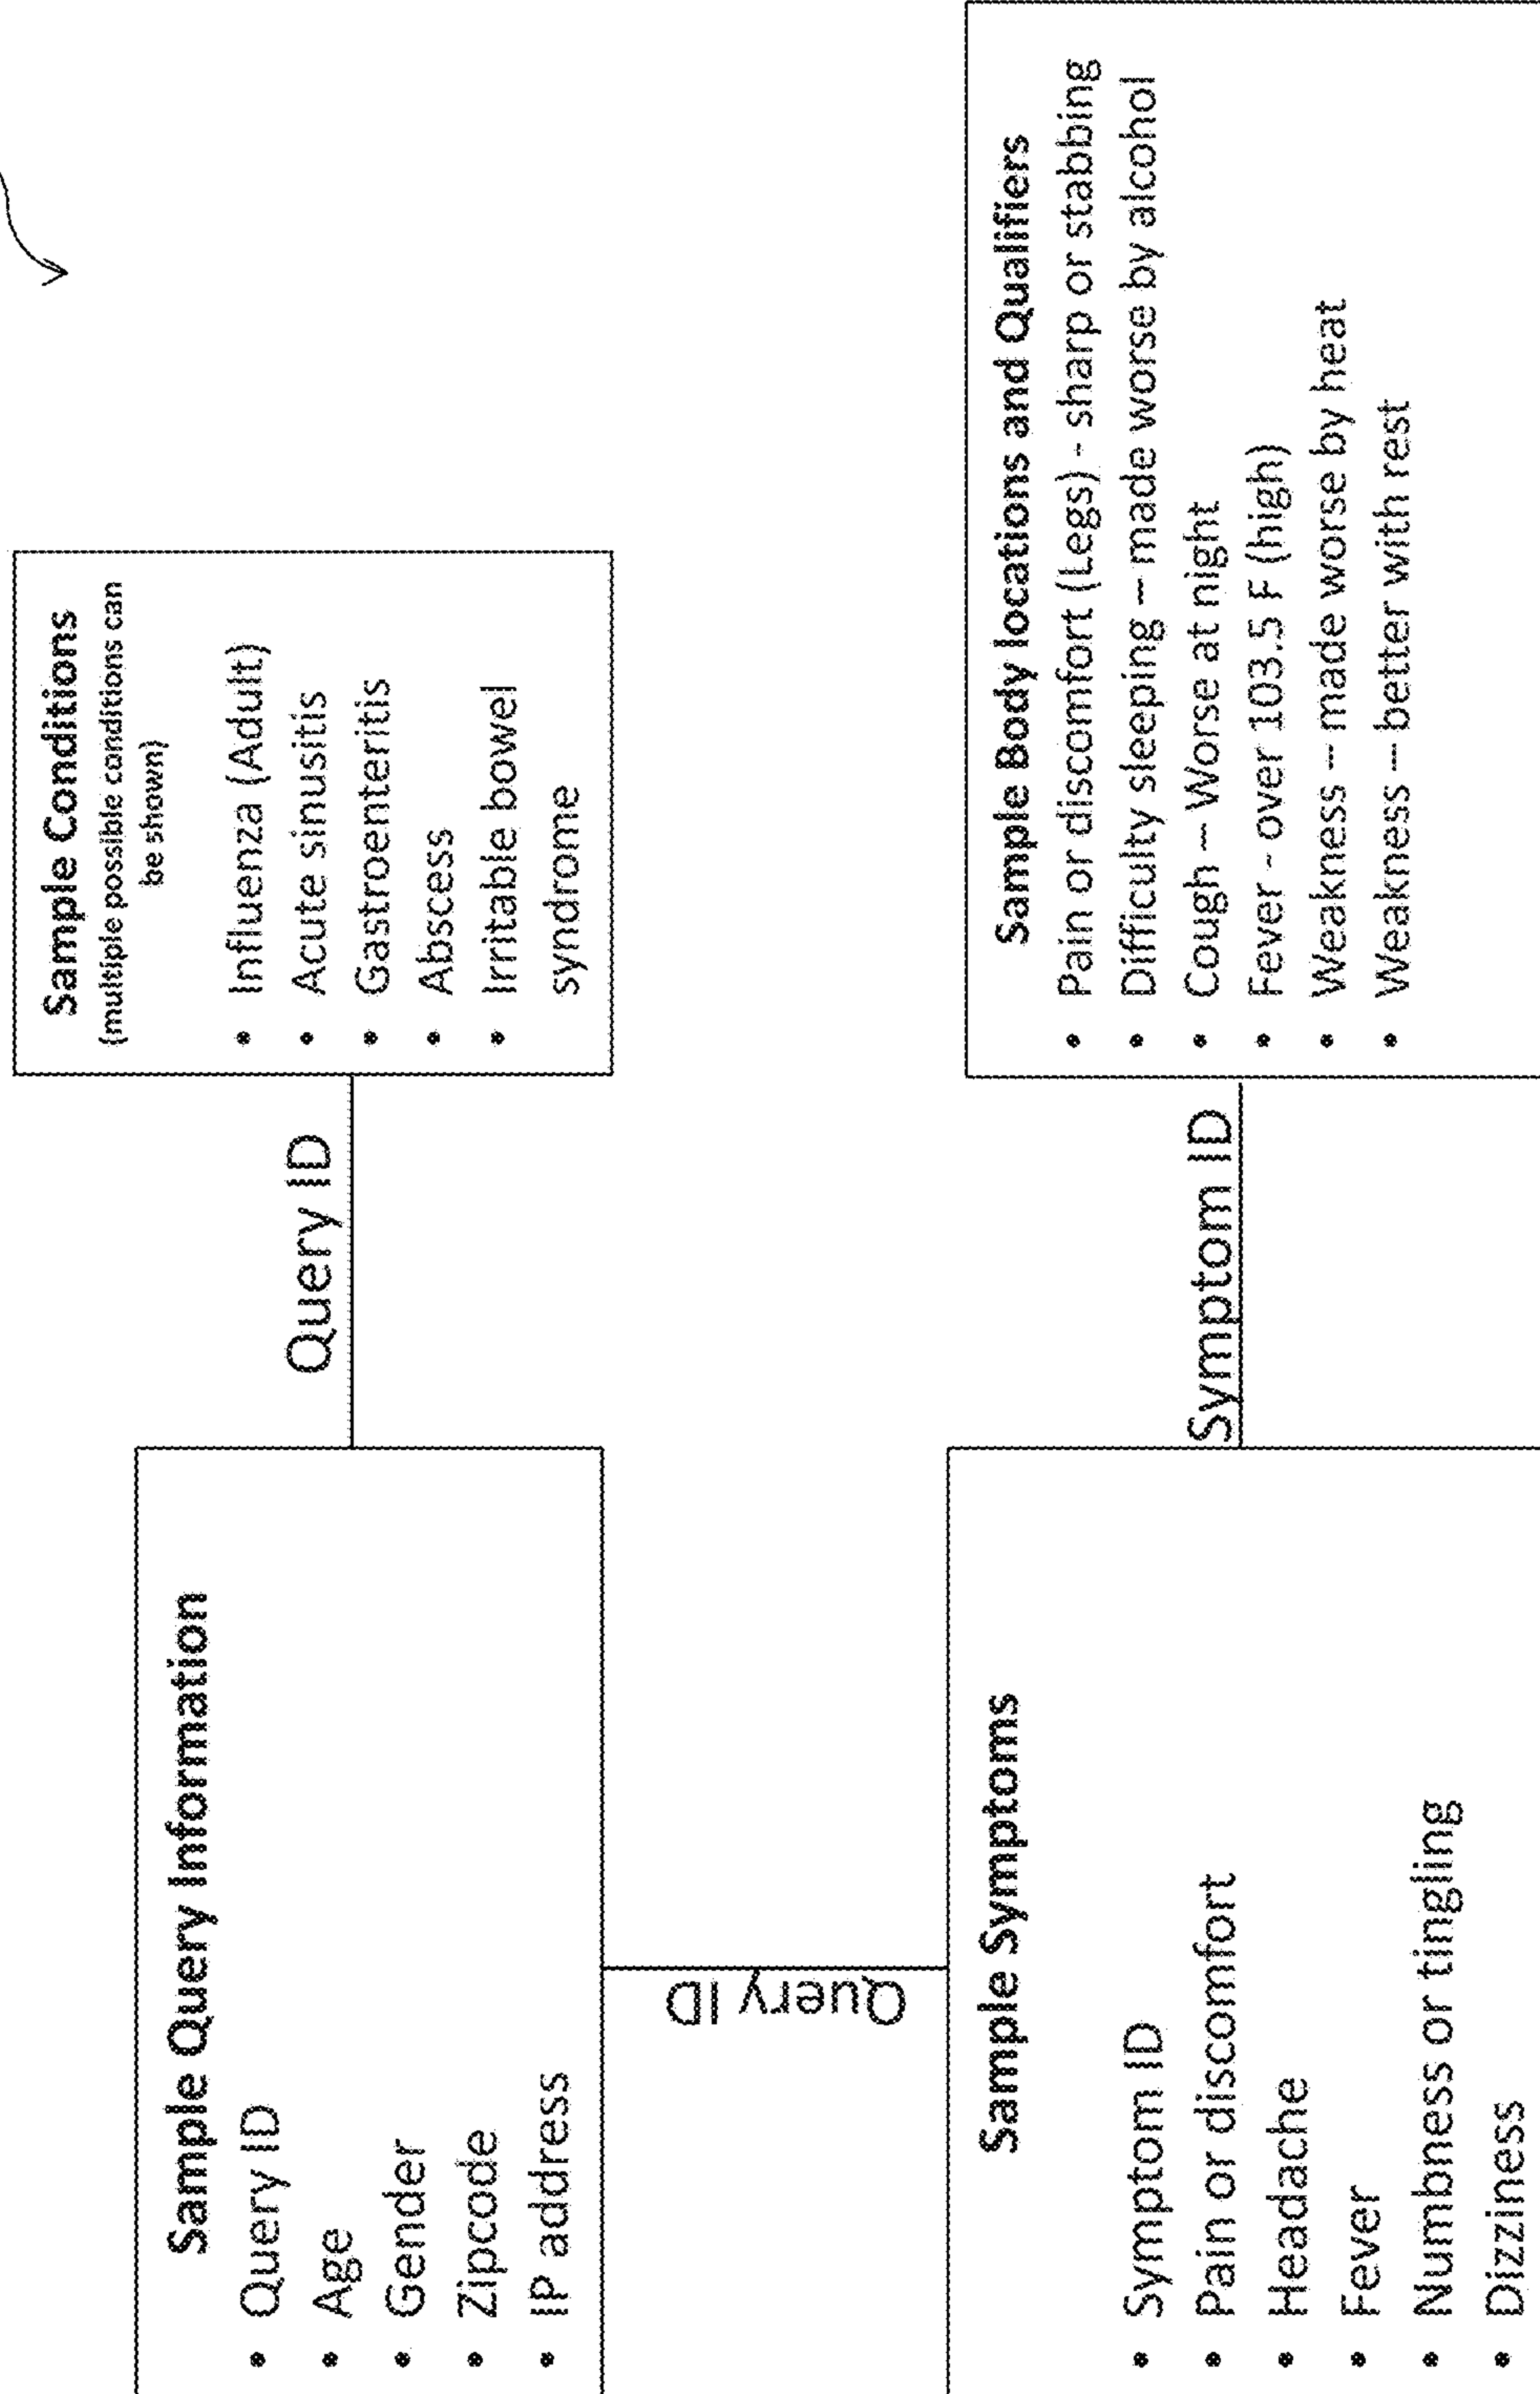 Sample Query Information
• Query ID
• Age
• Gender
• Zipcode
• IP address
Query ID
Sample Conditions
(multiple possible conditions can
be shown)
• Influenza (Adult)
• Acute sinusitis
• Gastroenteritis
• Abscess
• Irritable bowel
syndrome
Query ID
Sample Symptoms
• Symptom ID
• Pain or discomfort
• Headache
• Fever
• Numbness or tingling
• Dizziness
Symptom ID
Sample Body locations and Qualifiers
• Pain or discomfort (Legs) - sharp or stabbing
• Difficulty sleeping – made worse by alcohol
• Cough – Worse at night
• Fever - over 103.5 F (high)
• Weakness – made worse by heat
• Weakness – better with rest